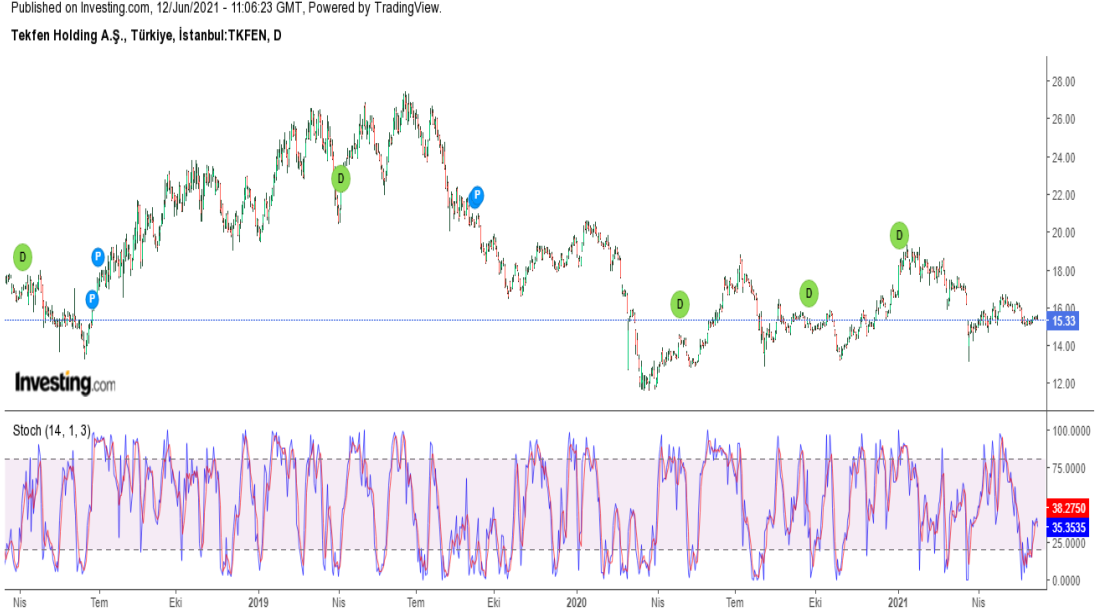 Published on Investing.com, 12/Jun/2021 - 11:06:23 GMT, Powered by TradingView.
Tekfen Holding A.Ş., Türkiye, İstanbul:TKFEN, D
28.00
26.00
24.00
D
P
22.00
D
20.00
D
P
18.00
P
D
D
16.00
15.33
14.00
Investing.com
12.00
Stoch (14, 1, 3)
100.0000
75.0000
38.2750
35.3535
25.0000
0.0000
Nis Tem Eki 2019 Nis Tem Eki 2020 Nis Tem Eki 2021 Nis